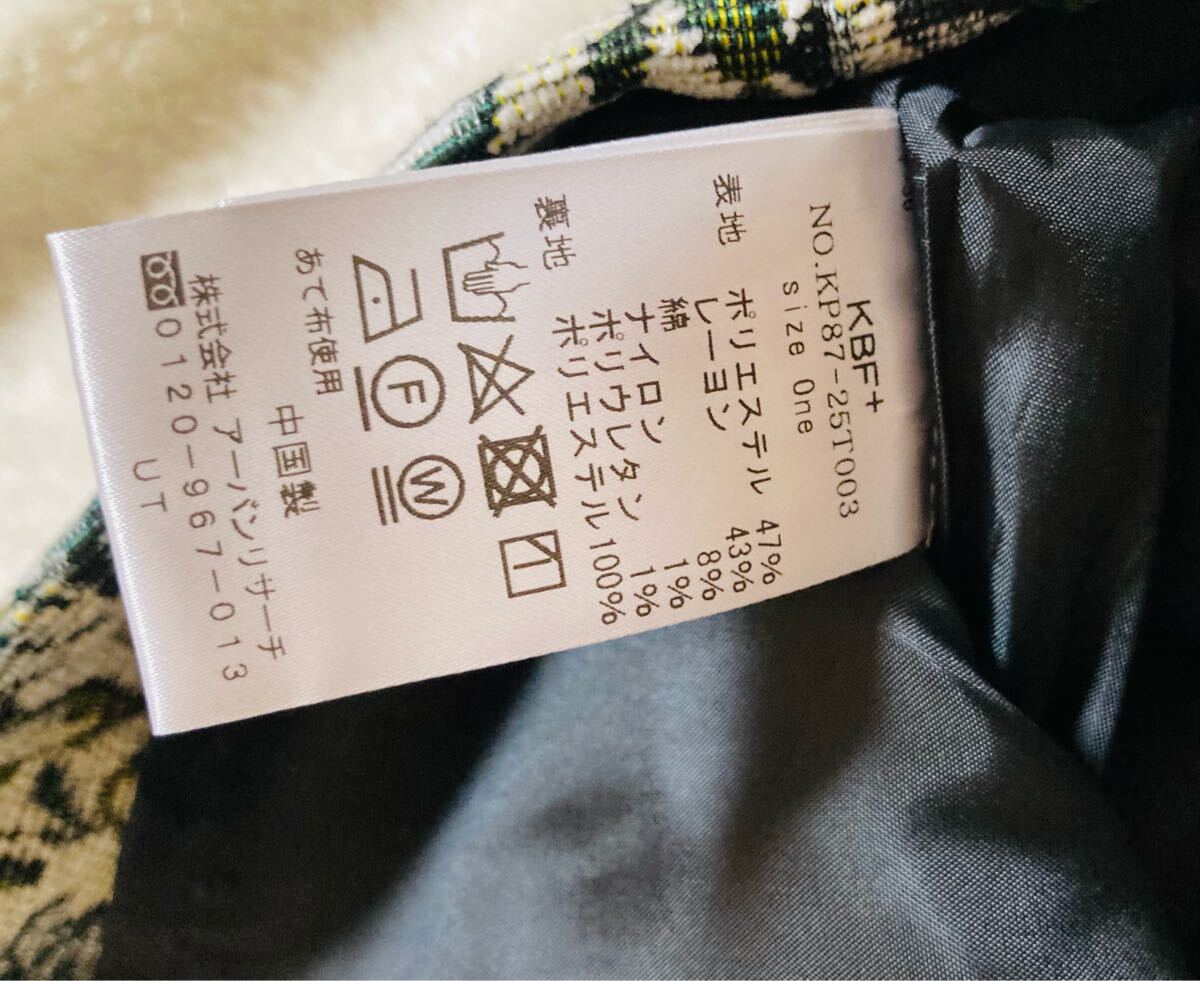 KBF+
NO.KP87-25T003
size One
表地 ポリエステル 47%
レーヨン 43%
綿 8%
ナイロン 1%
ポリウレタン 1%
裏地 ポリエステル100%
F
W
あて布使用
中国製
株式会社 アーバンリサーチ
0120-967-013
UT